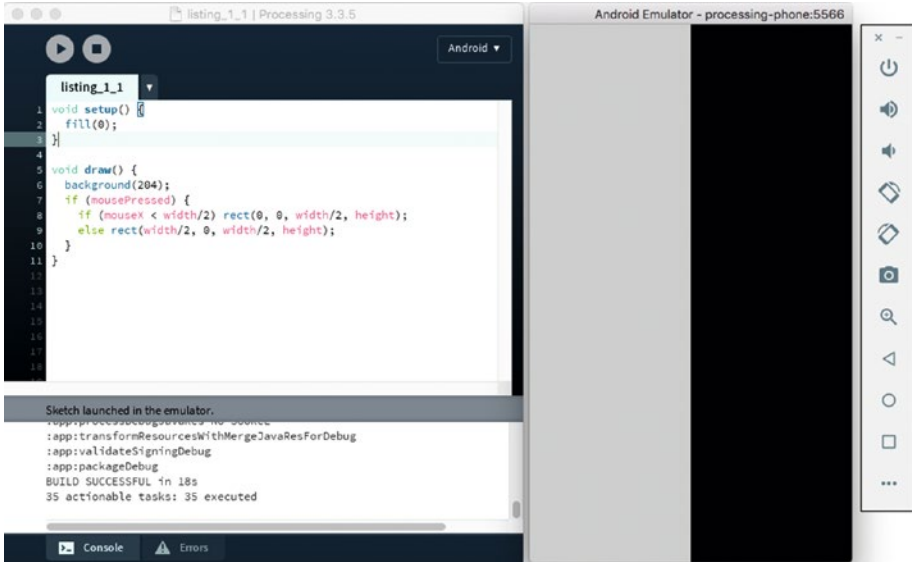 listing_1_1 | Processing 3.3.5
Android ▼
listing_1_1 ▼
1 void setup() {
2 fill(0);
3 }
4
5 void draw() {
6 background(204);
7 if (mousePressed) {
8 if (mouseX < width/2) rect(0, 0, width/2, height);
9 else rect(width/2, 0, width/2, height);
10 }
11 }
12
13
14
15
16
17
18
Sketch launched in the emulator.
:app:transformResourcesWithMergeJavaResForDebug
:app:validateSigningDebug
:app:packageDebug
BUILD SUCCESSFUL in 18s
35 actionable tasks: 35 executed
Console
Errors
Android Emulator - processing-phone:5566